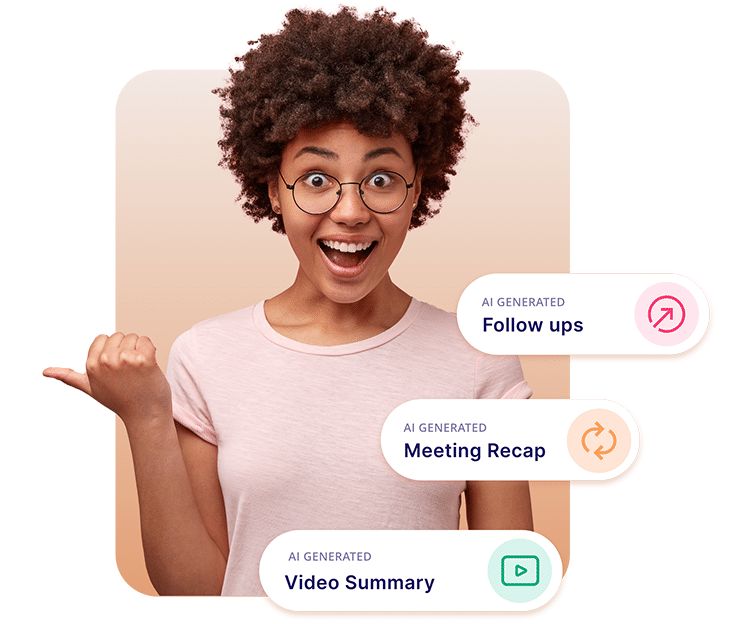 AI GENERATED
Follow ups
AI GENERATED
Meeting Recap
AI GENERATED
Video Summary